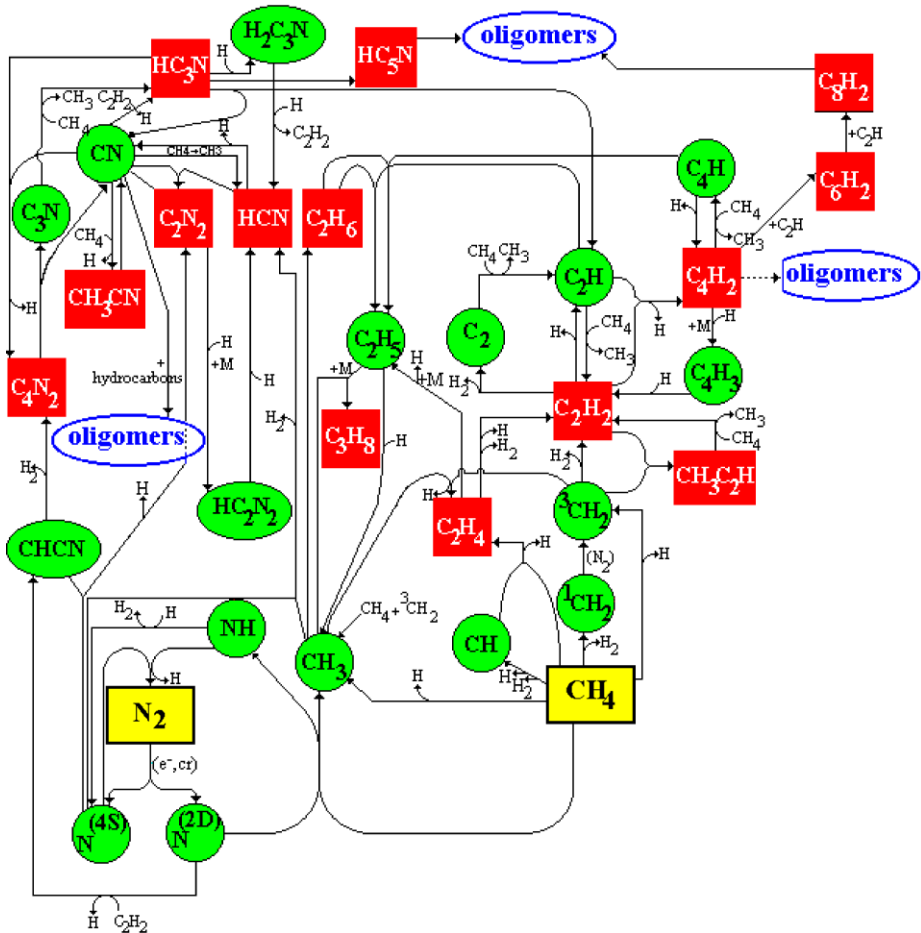 H2C3N
oligomers
HC3N
HC5N
H
C8H2
CH3 C2H2
H
CH4
H
C2H2
+C2H
CN
H
CH4→CH3
C4H
C6H2
C3N
C2N2
HCN
C2H6
H
CH4
CH3
+C2H
CH4
H
CH4 CH3
C2H
C4H2
oligomers
CH3CN
H
C2
C2H5
H
CH4
CH3
H
+M
H
H
+M
+
hydrocarbons
+M
H
+M
H2
H
C4H3
C4N2
H
H2
C2H2
CH3
CH4
oligomers
C3H8
H
H
H2
H2
H2
CH3C2H
H
HC2N2
H
C2H4
3CH2
CHCN
H
(N2)
H
1CH2
H2
H
NH
CH4 + 3CH2
CH
H2
CH3
H
N2
H
H
H2
CH4
(e-,cr)
N(4S)
N(2D)
H
C2H2